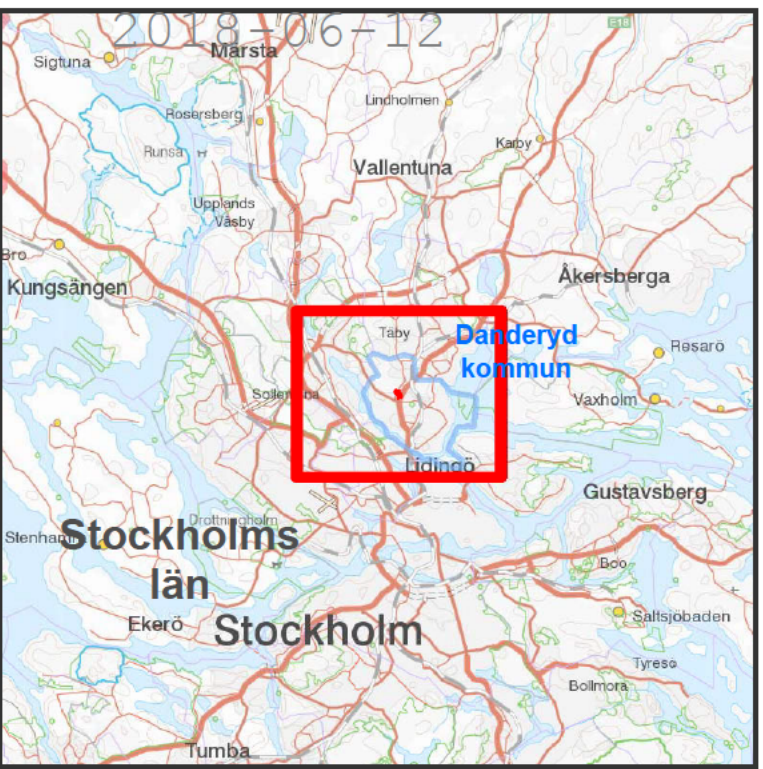 2018-06-12
E18
Märsta
Sigtuna
Lindholmen
Rosersberg
Karby
Runsa
Vallentuna
Upplands
Väsby
Bro
Åkersberga
Kungsängen
Täby
Danderyd
kommun
Resarö
Vaxholm
Lidingö
Gustavsberg
Drottningholm
Stockholms
län
Boo
Ekerö
Stockholm
Saltsjöbaden
Tyresö
Bollmora
Tumba